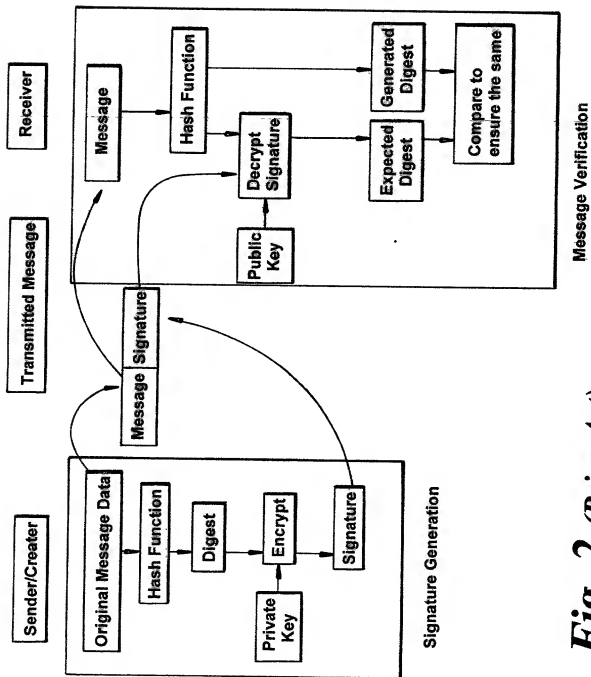 Sender/Creater
Transmitted Message
Receiver
Original Message Data
Hash Function
Digest
Private
Key
Encrypt
Signature
Signature Generation
Message
Signature
Message
Hash Function
Public
Key
Decrypt
Signature
Expected
Digest
Generated
Digest
Compare to
ensure the same
Message Verification
Fig. 2 (Prior Art)